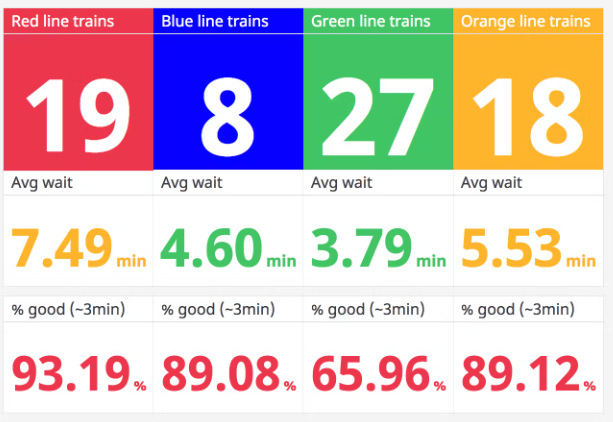 Red line trains Blue line trains Green line trains Orange line trains
19 8 27 18
Avg wait Avg wait Avg wait Avg wait
7.49 min 4.60 min 3.79 min 5.53 min
% good (~3min) % good (~3min) % good (~3min) % good (~3min)
93.19 % 89.08 % 65.96 % 89.12 %